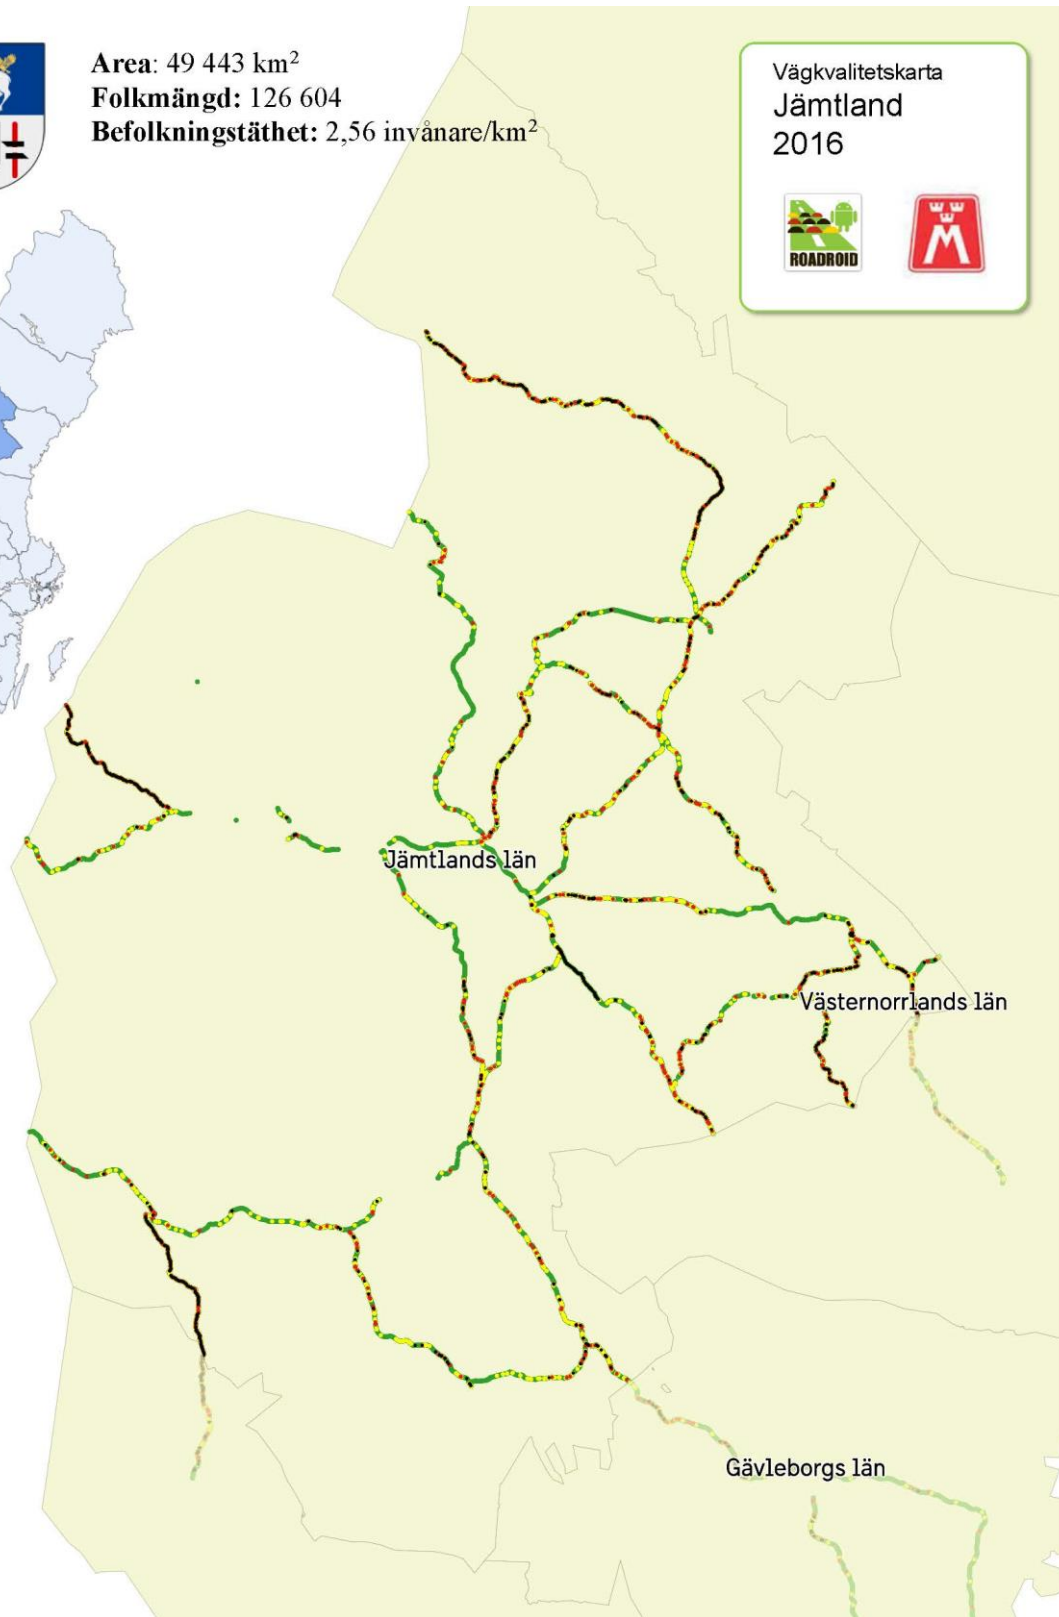 Area: 49 443 km²
Folkmängd: 126 604
Befolkningstäthet: 2,56 invånare/km²
Vägkvalitetskarta
Jämtland
2016
ROADROID
M
Jämtlands län
Västernorrlands län
Gävleborgs län